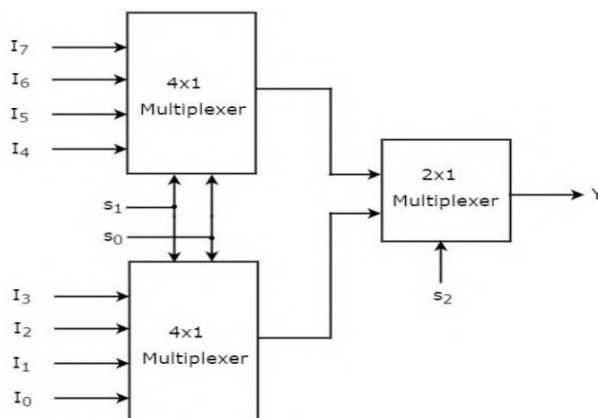 I₇
I₆
I₅
I₄
4x1
Multiplexer
s₁
s₀
I₃
I₂
I₁
I₀
4x1
Multiplexer
2x1
Multiplexer
s₂
Y